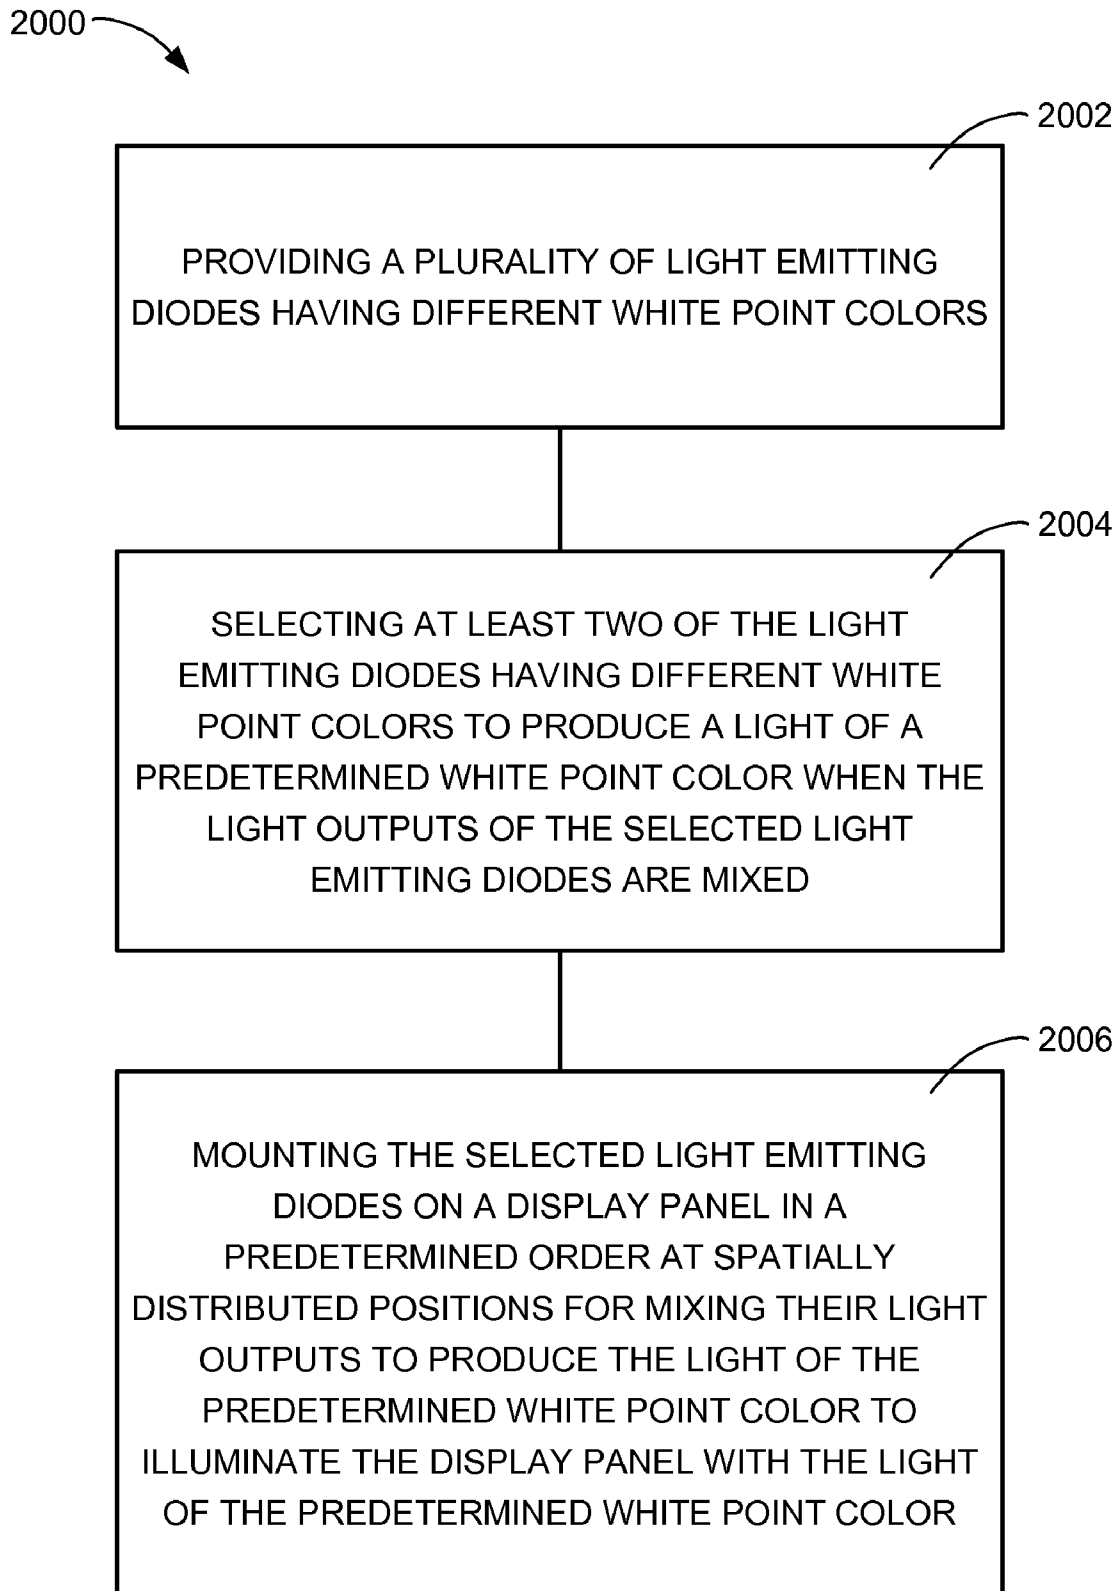 2000
2002
PROVIDING A PLURALITY OF LIGHT EMITTING
DIODES HAVING DIFFERENT WHITE POINT COLORS
2004
SELECTING AT LEAST TWO OF THE LIGHT
EMITTING DIODES HAVING DIFFERENT WHITE
POINT COLORS TO PRODUCE A LIGHT OF A
PREDETERMINED WHITE POINT COLOR WHEN THE
LIGHT OUTPUTS OF THE SELECTED LIGHT
EMITTING DIODES ARE MIXED
2006
MOUNTING THE SELECTED LIGHT EMITTING
DIODES ON A DISPLAY PANEL IN A
PREDETERMINED ORDER AT SPATIALLY
DISTRIBUTED POSITIONS FOR MIXING THEIR LIGHT
OUTPUTS TO PRODUCE THE LIGHT OF THE
PREDETERMINED WHITE POINT COLOR TO
ILLUMINATE THE DISPLAY PANEL WITH THE LIGHT
OF THE PREDETERMINED WHITE POINT COLOR